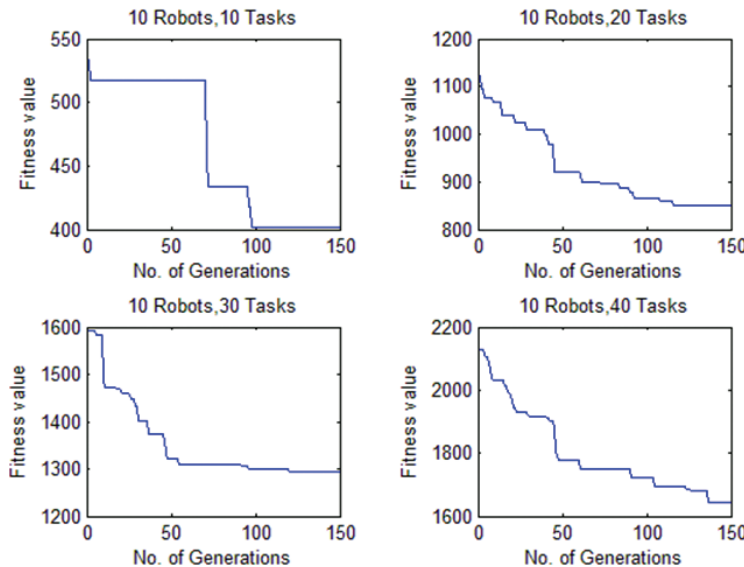 10 Robots,10 Tasks
550
500
450
400
Fitness value
0 50 100 150
No. of Generations
10 Robots,20 Tasks
1200
1100
1000
900
800
Fitness value
0 50 100 150
No. of Generations
10 Robots,30 Tasks
1600
1500
1400
1300
1200
Fitness value
0 50 100 150
No. of Generations
10 Robots,40 Tasks
2200
2000
1800
1600
Fitness value
0 50 100 150
No. of Generations